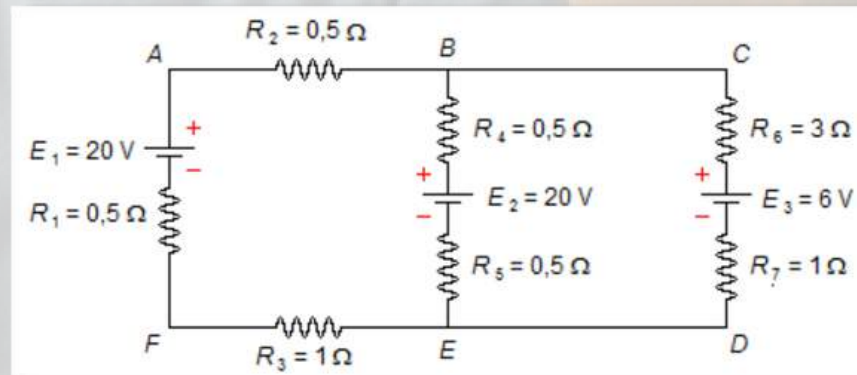 R₂ = 0,5 Ω
A B C
+
E₁ = 20 V
−
R₁ = 0,5 Ω
R₄ = 0,5 Ω
+
E₂ = 20 V
−
R₅ = 0,5 Ω
R₆ = 3 Ω
+
E₃ = 6 V
−
R₇ = 1 Ω
F E D
R₃ = 1 Ω